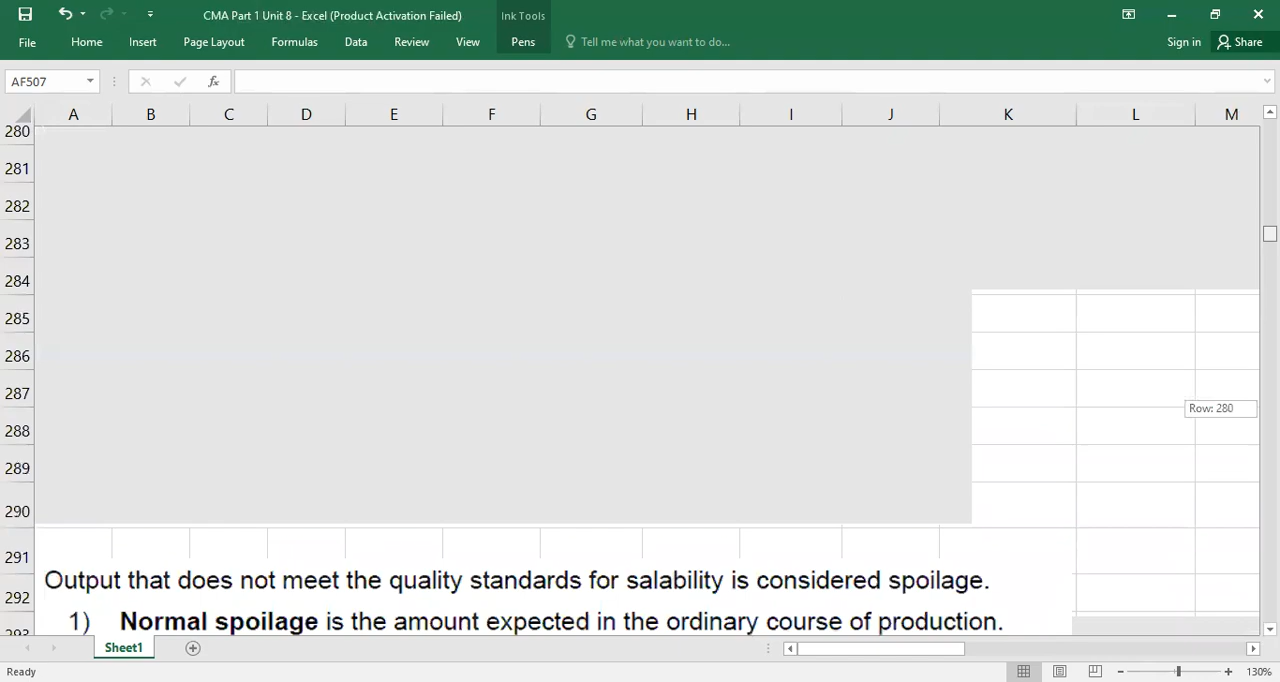 CMA Part 1 Unit 8 - Excel (Product Activation Failed)
Ink Tools
File Home Insert Page Layout Formulas Data Review View Pens Tell me what you want to do... Sign in Share
AF507 fx
A B C D E F G H I J K L M
280
281
282
283
284
285
286
287
Row: 280
288
289
290
291
Output that does not meet the quality standards for salability is considered spoilage.
292
1) Normal spoilage is the amount expected in the ordinary course of production.
293
Sheet1
Ready 130%